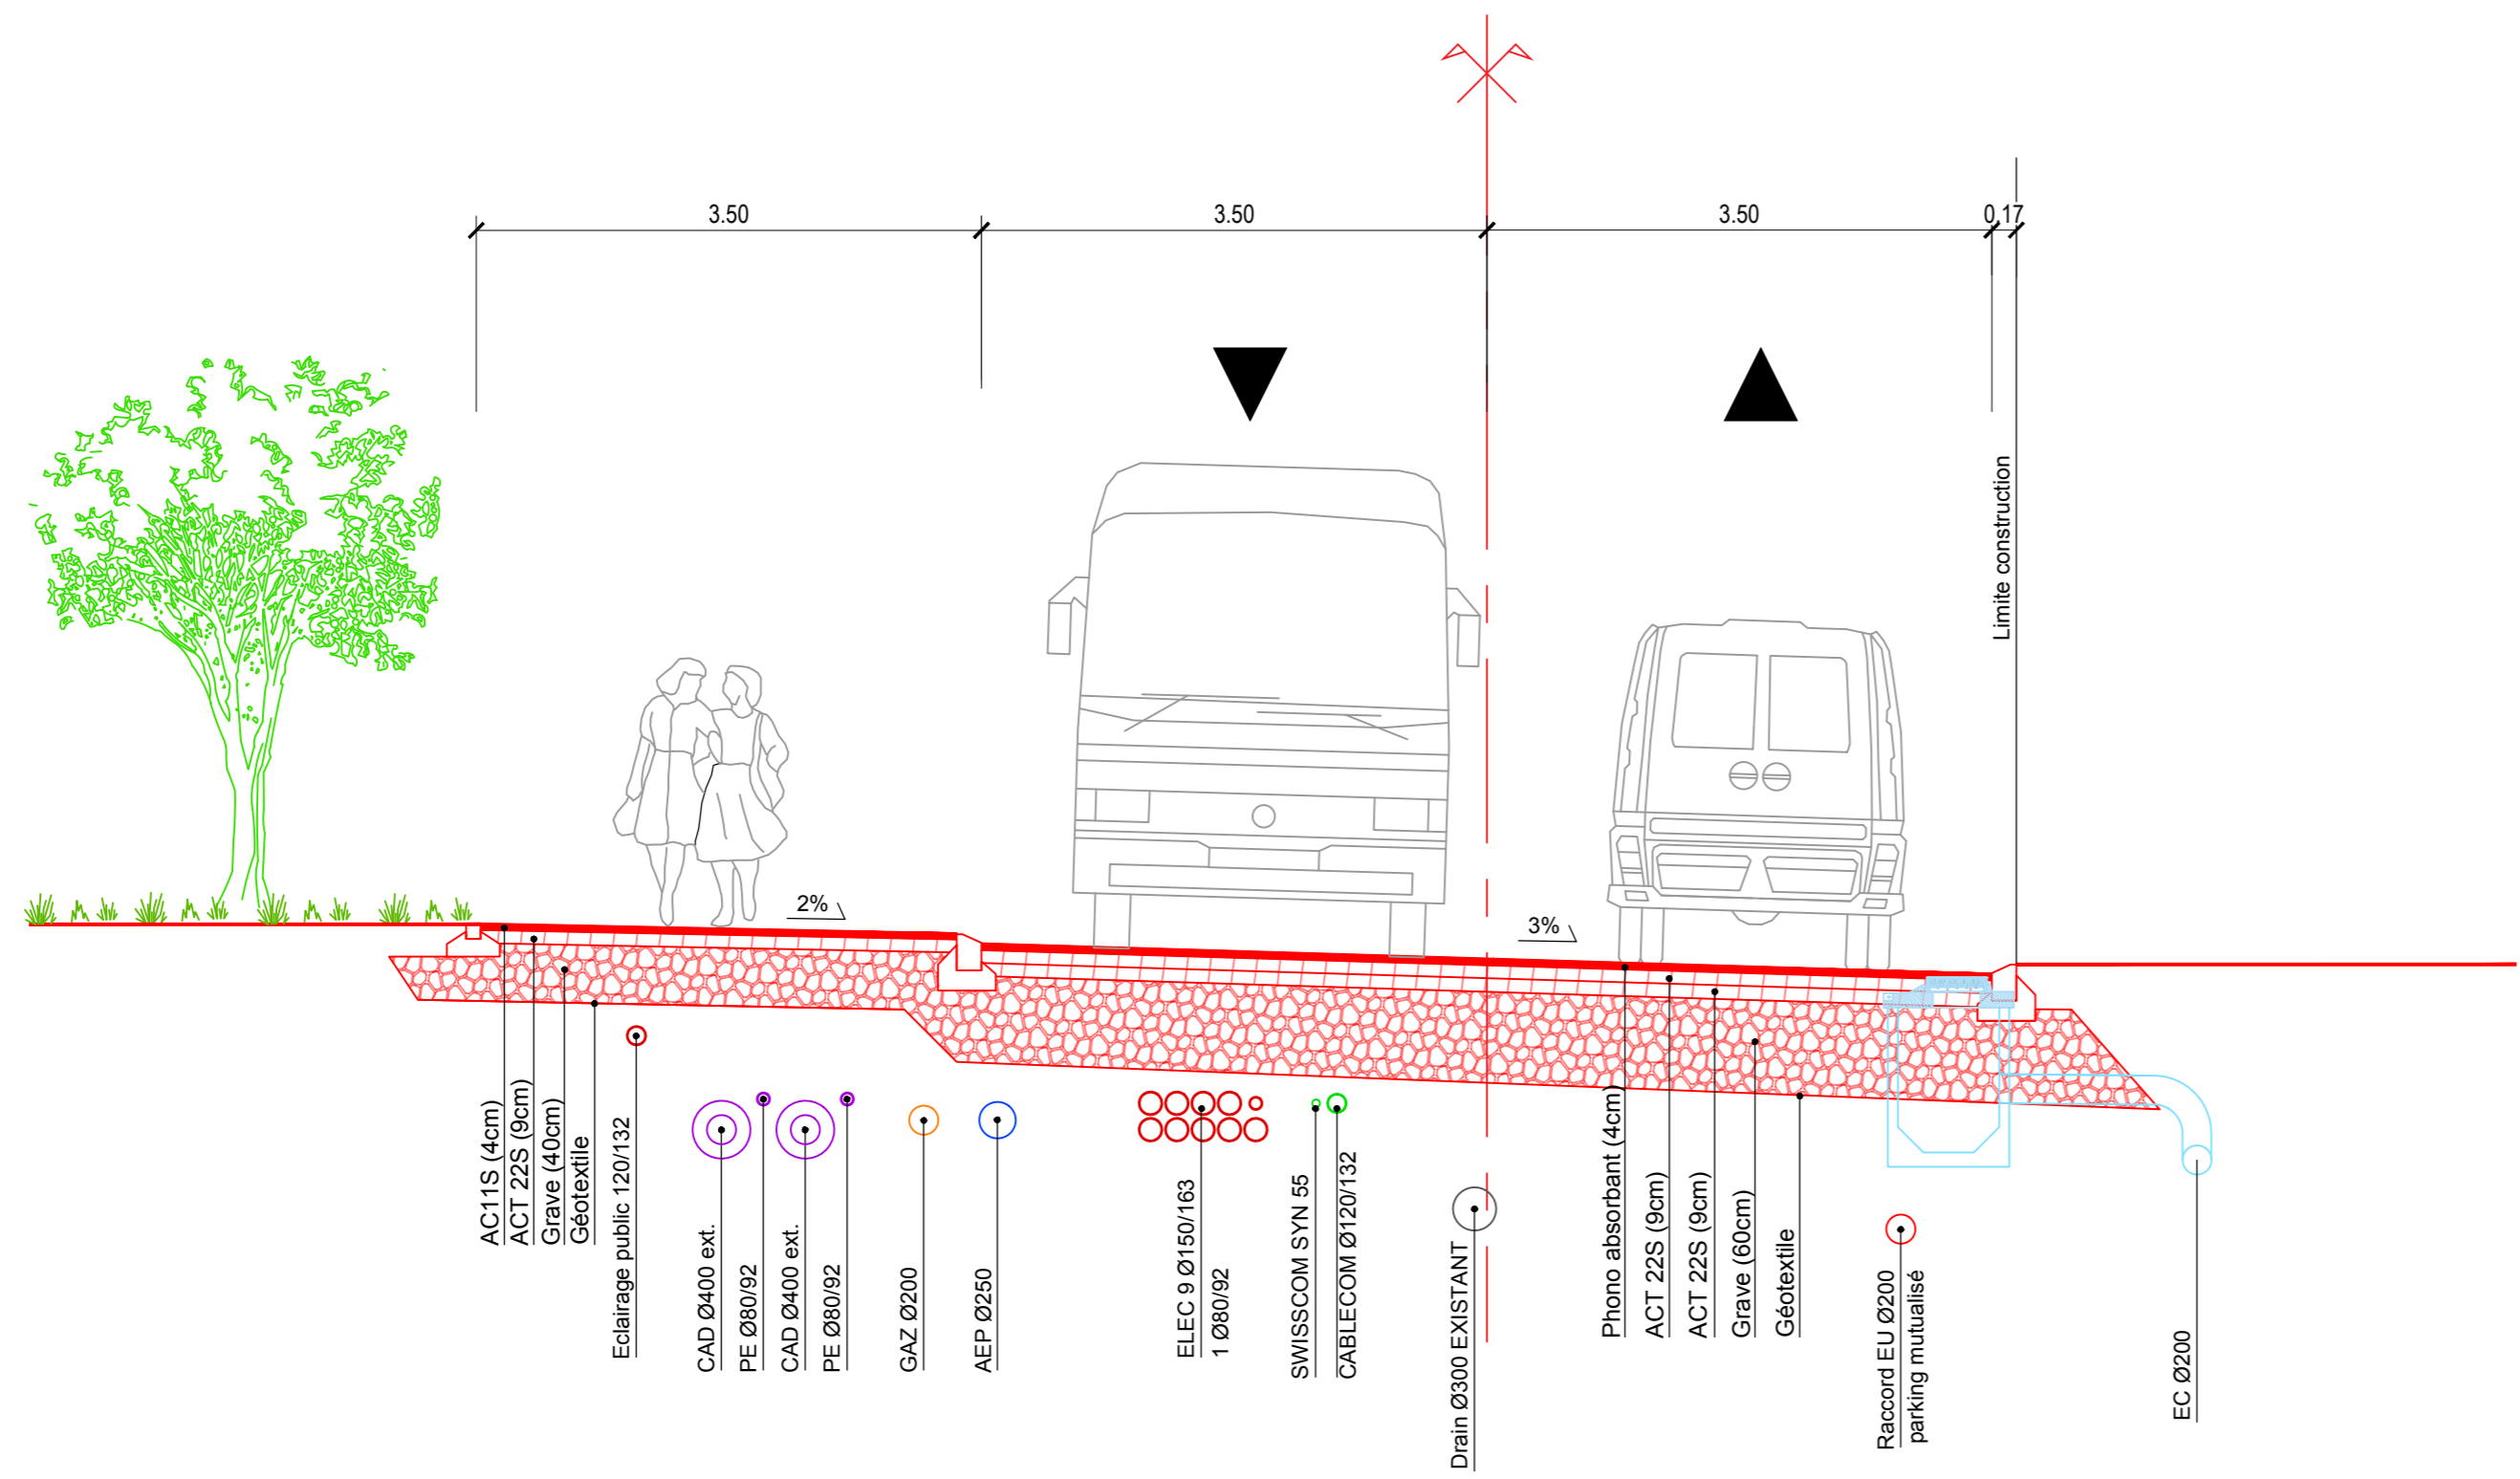 3.50
3.50
3.50
0.17
Limite construction
2%
3%
AC11S (4cm)
ACT 22S (9cm)
Grave (40cm)
Géotextile
Eclairage public 120/132
CAD Ø400 ext.
PE Ø80/92
CAD Ø400 ext.
PE Ø80/92
GAZ Ø200
AEP Ø250
ELEC 9 Ø150/163
1 Ø80/92
SWISSCOM SYN 55
CABLECOM Ø120/132
Drain Ø300 EXISTANT
Phono absorbant (4cm)
ACT 22S (9cm)
ACT 22S (9cm)
Grave (60cm)
Géotextile
Raccord EU Ø200
parking mutualisé
EC Ø200